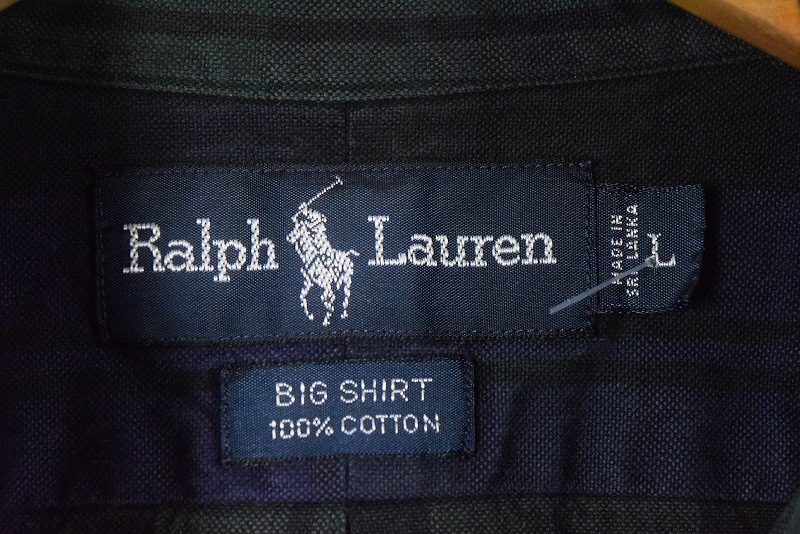 Ralph Lauren
MADE IN
SRI LANKA
L
BIG SHIRT
100% COTTON